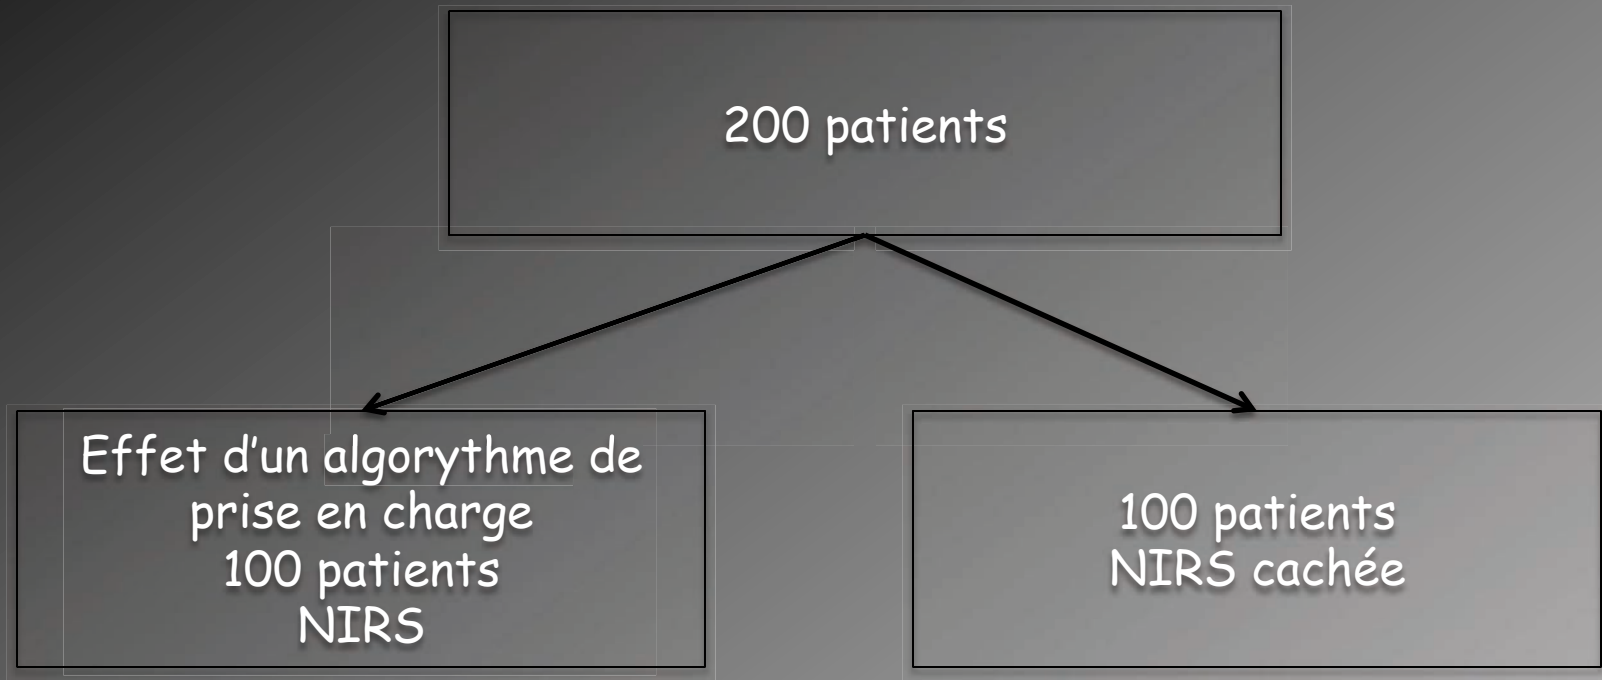 200 patients
Effet d'un algorythme de
prise en charge
100 patients
NIRS
100 patients
NIRS cachée